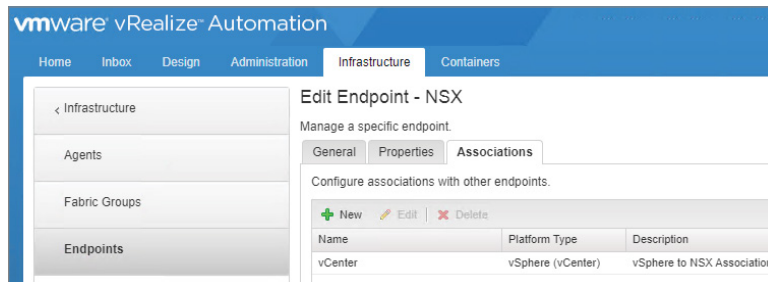 vmware vRealize Automation
Home Inbox Design Administration Infrastructure Containers
< Infrastructure
Agents
Fabric Groups
Endpoints
Edit Endpoint - NSX
Manage a specific endpoint.
General Properties Associations
Configure associations with other endpoints.
New Edit Delete
Name Platform Type Description
vCenter vSphere (vCenter) vSphere to NSX Association